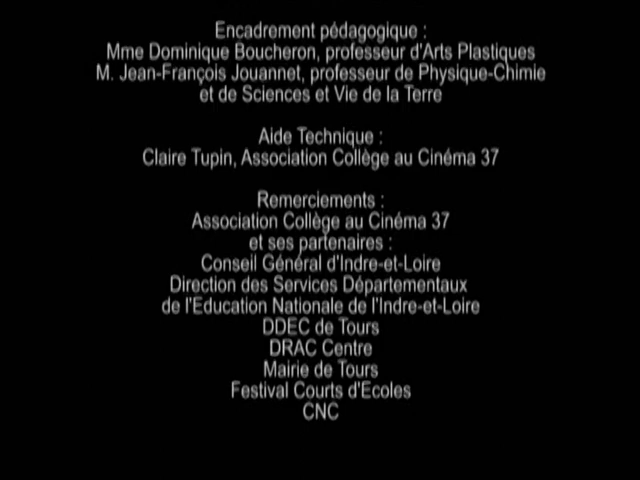 Encadrement pédagogique :
Mme Dominique Boucheron, professeur d'Arts Plastiques
M. Jean-François Jouannet, professeur de Physique-Chimie
et de Sciences et Vie de la Terre
Aide Technique :
Claire Tupin, Association Collège au Cinéma 37
Remerciements :
Association Collège au Cinéma 37
et ses partenaires :
Conseil Général d'Indre-et-Loire
Direction des Services Départementaux
de l'Education Nationale de l'Indre-et-Loire
DDEC de Tours
DRAC Centre
Mairie de Tours
Festival Courts d'Ecoles
CNC